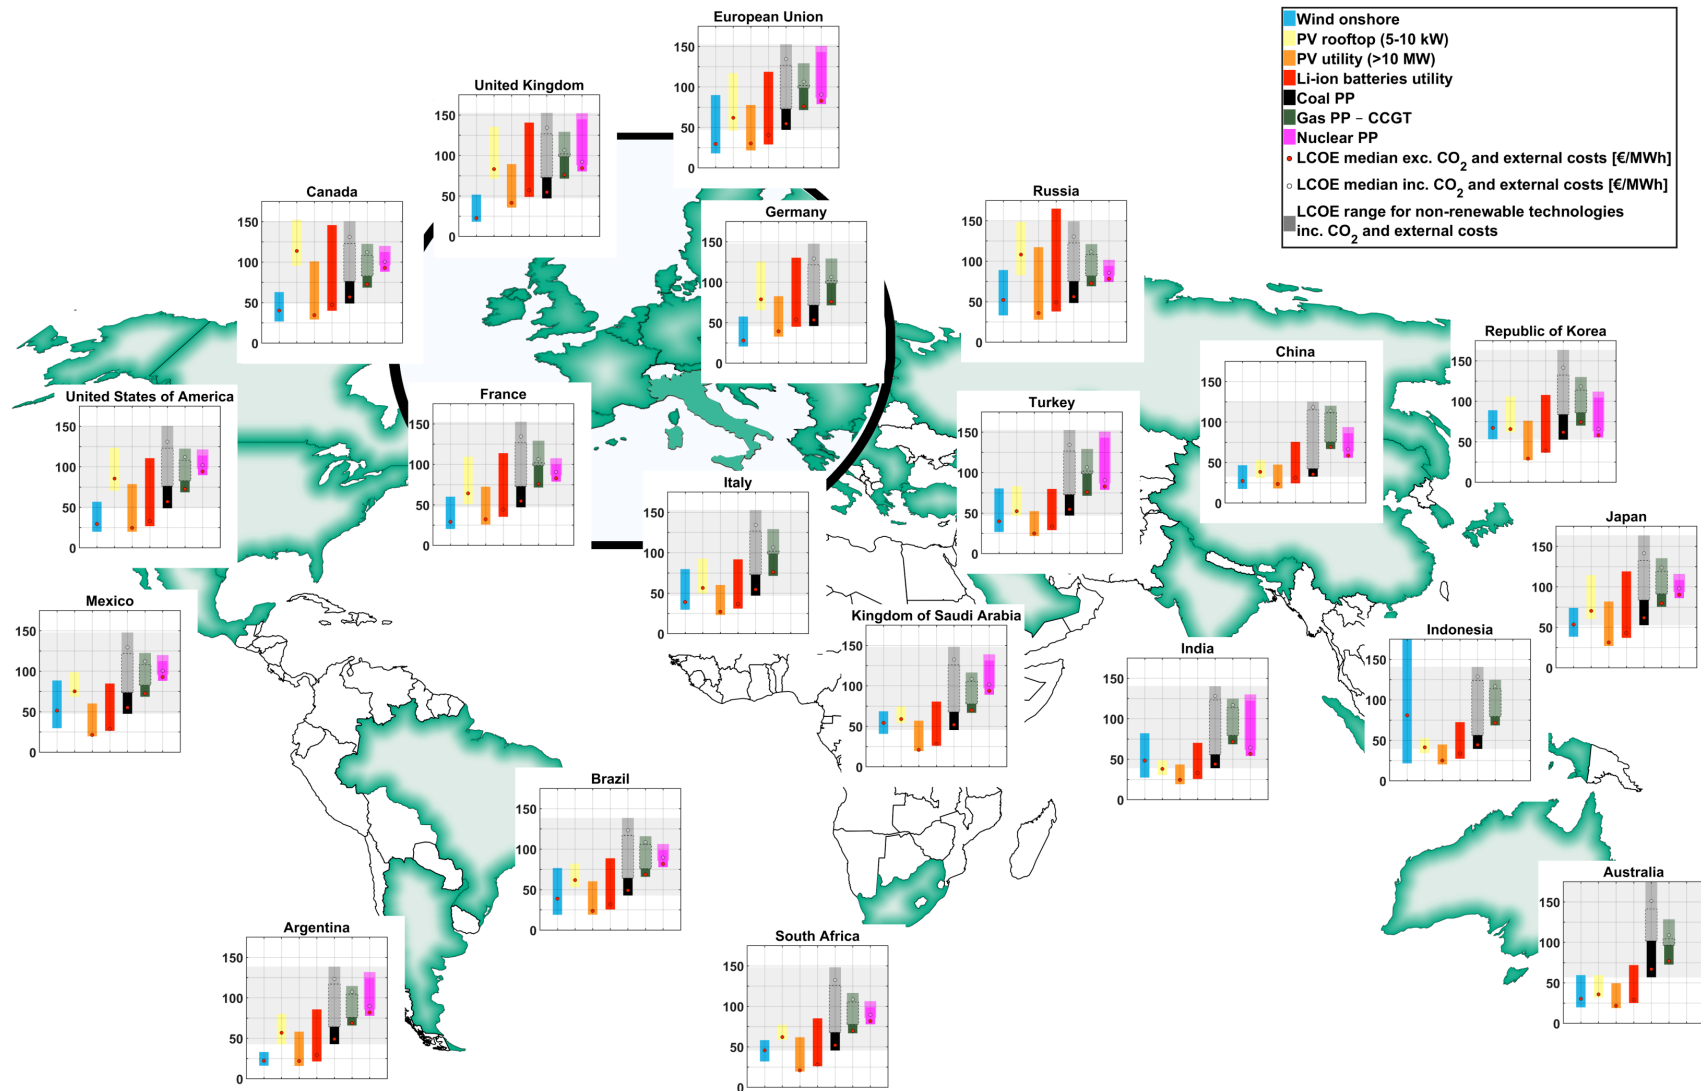 European Union
150
100
50
0
Wind onshore
PV rooftop (5-10 kW)
PV utility (>10 MW)
Li-ion batteries utility
Coal PP
Gas PP – CCGT
Nuclear PP
LCOE median exc. CO2 and external costs [€/MWh]
LCOE median inc. CO2 and external costs [€/MWh]
LCOE range for non-renewable technologies
inc. CO2 and external costs
United Kingdom
150
100
50
0
Canada
150
100
50
0
Germany
150
100
50
0
Russia
150
100
50
0
Republic of Korea
150
100
50
0
China
150
100
50
0
United States of America
150
100
50
0
France
150
100
50
0
Turkey
150
100
50
0
Italy
150
100
50
0
Japan
150
100
50
0
Mexico
150
100
50
0
Kingdom of Saudi Arabia
150
100
50
0
India
150
100
50
0
Indonesia
150
100
50
0
Brazil
150
100
50
0
Australia
150
100
50
0
Argentina
150
100
50
0
South Africa
150
100
50
0